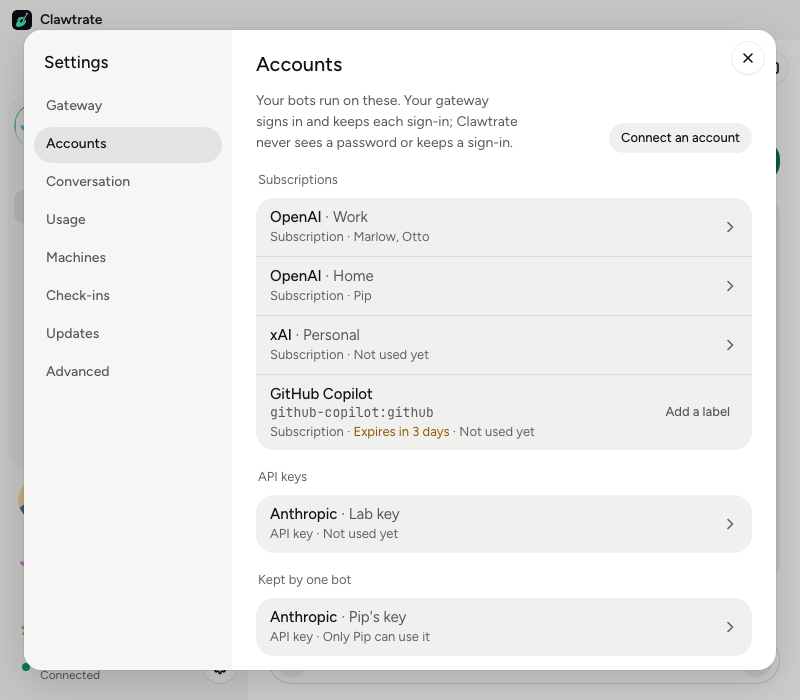 Clawtrate
Settings
Gateway
Accounts
Conversation
Usage
Machines
Check-ins
Updates
Advanced
Connected
Accounts
Your bots run on these. Your gateway
signs in and keeps each sign-in; Clawtrate
never sees a password or keeps a sign-in.
Connect an account
Subscriptions
OpenAI · Work
Subscription · Marlow, Otto
OpenAI · Home
Subscription · Pip
xAI · Personal
Subscription · Not used yet
GitHub Copilot
github-copilot:github
Subscription · Expires in 3 days · Not used yet
Add a label
API keys
Anthropic · Lab key
API key · Not used yet
Kept by one bot
Anthropic · Pip's key
API key · Only Pip can use it